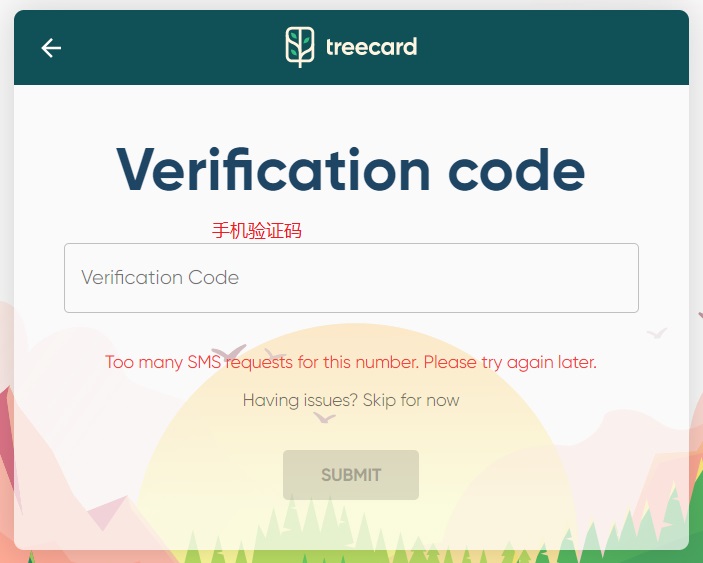 treecard
Verification code
手机验证码
Verification Code
Too many SMS requests for this number. Please try again later.
Having issues? Skip for now
SUBMIT